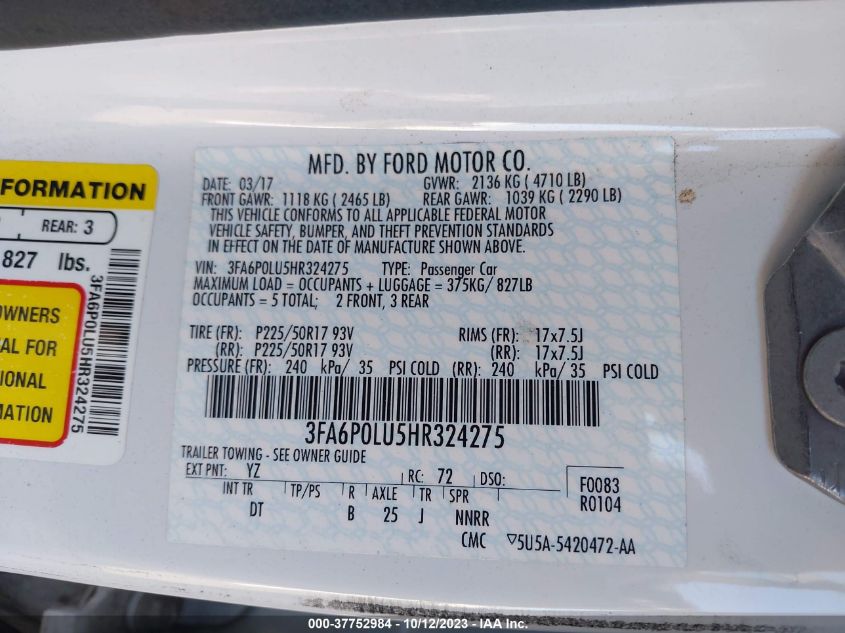 FORMATION
REAR: 3
827 lbs.
OWNERS
AL FOR
IONAL
MATION
3FA6P0LU5HR324275
MFD. BY FORD MOTOR CO.
DATE: 03/17 GVWR: 2136 KG ( 4710 LB)
FRONT GAWR: 1118 KG ( 2465 LB) REAR GAWR: 1039 KG ( 2290 LB)
THIS VEHICLE CONFORMS TO ALL APPLICABLE FEDERAL MOTOR
VEHICLE SAFETY, BUMPER, AND THEFT PREVENTION STANDARDS
IN EFFECT ON THE DATE OF MANUFACTURE SHOWN ABOVE.
VIN: 3FA6P0LU5HR324275 TYPE: Passenger Car
MAXIMUM LOAD = OCCUPANTS + LUGGAGE = 375KG/ 827LB
OCCUPANTS = 5 TOTAL; 2 FRONT, 3 REAR
TIRE (FR): P225/50R17 93V RIMS (FR): 17x7.5J
(RR): P225/50R17 93V (RR): 17x7.5J
PRESSURE (FR): 240 kPa/ 35 PSI COLD (RR): 240 kPa/ 35 PSI COLD
3FA6P0LU5HR324275
TRAILER TOWING - SEE OWNER GUIDE
EXT PNT: YZ RC: 72 DSO: F0083
INT TR TP/PS R AXLE TR SPR R0104
DT B 25 J NNRR
CMC ▽5U5A-5420472-AA
000-37752984 - 10/12/2023 - IAA Inc.